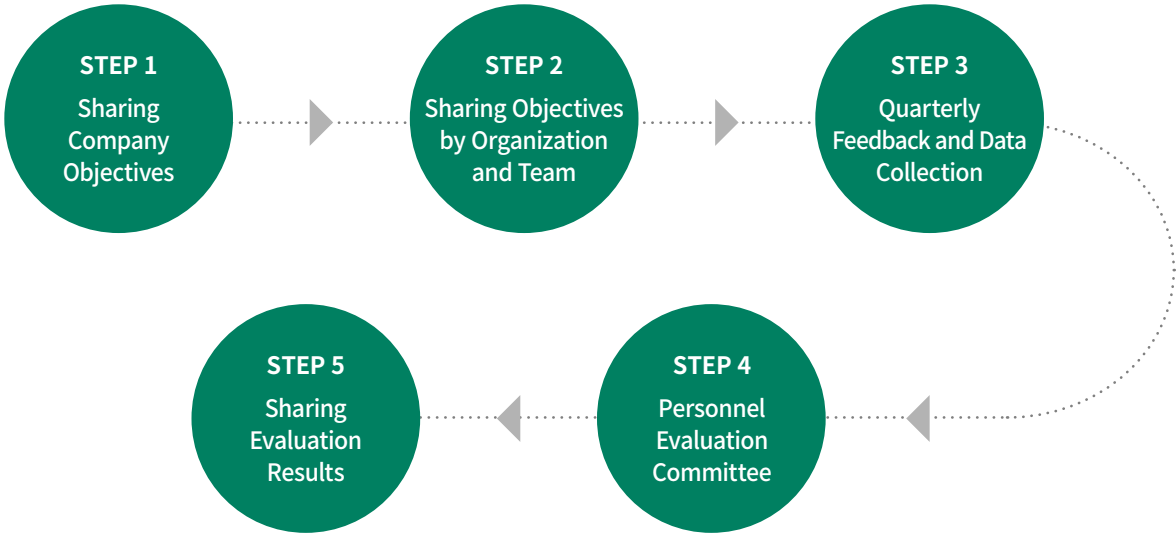 STEP 1
Sharing
Company
Objectives
STEP 2
Sharing Objectives
by Organization
and Team
STEP 3
Quarterly
Feedback and Data
Collection
STEP 4
Personnel
Evaluation
Committee
STEP 5
Sharing
Evaluation
Results